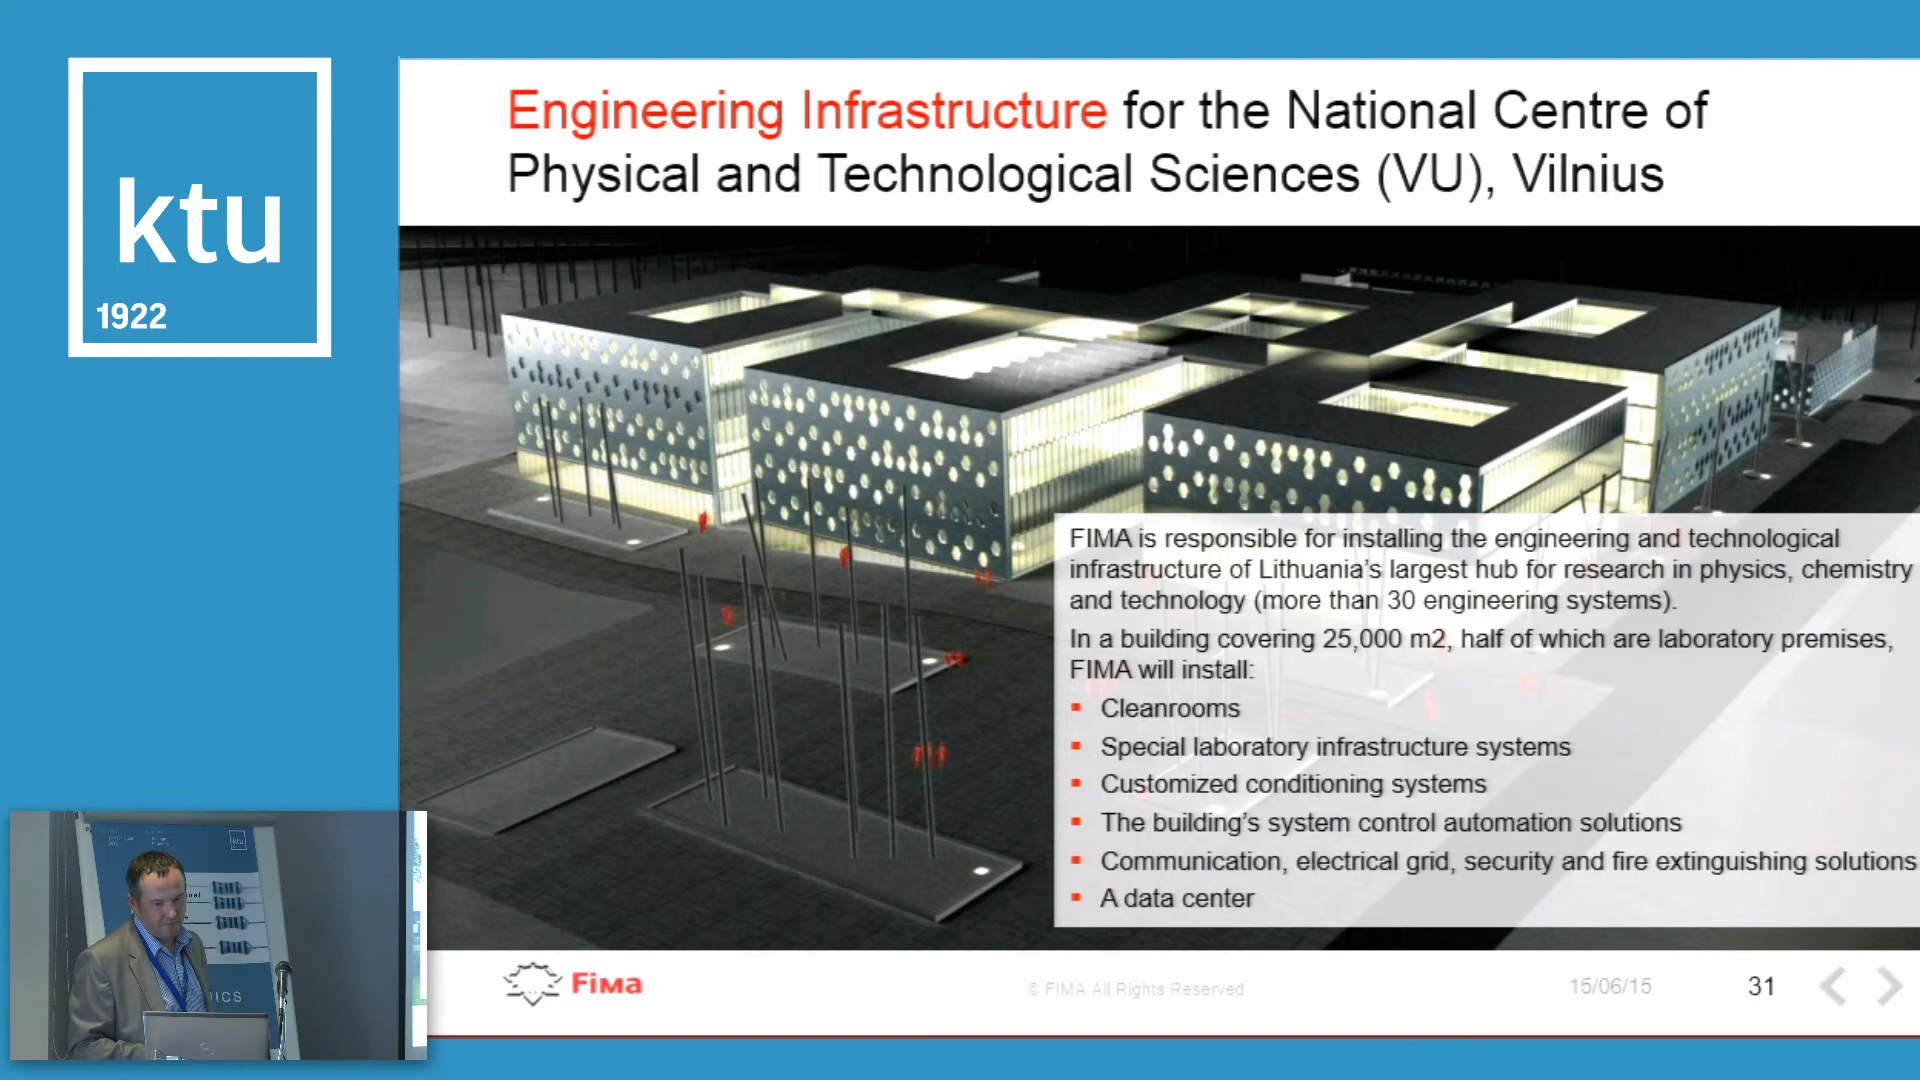 ktu
1922
Engineering Infrastructure for the National Centre of
Physical and Technological Sciences (VU), Vilnius
FIMA is responsible for installing the engineering and technological
infrastructure of Lithuania's largest hub for research in physics, chemistry
and technology (more than 30 engineering systems).
In a building covering 25,000 m2, half of which are laboratory premises,
FIMA will install:
▪ Cleanrooms
▪ Special laboratory infrastructure systems
▪ Customized conditioning systems
▪ The building's system control automation solutions
▪ Communication, electrical grid, security and fire extinguishing solutions
▪ A data center
Fima
© FIMA All Rights Reserved
15/06/15
31
ktu